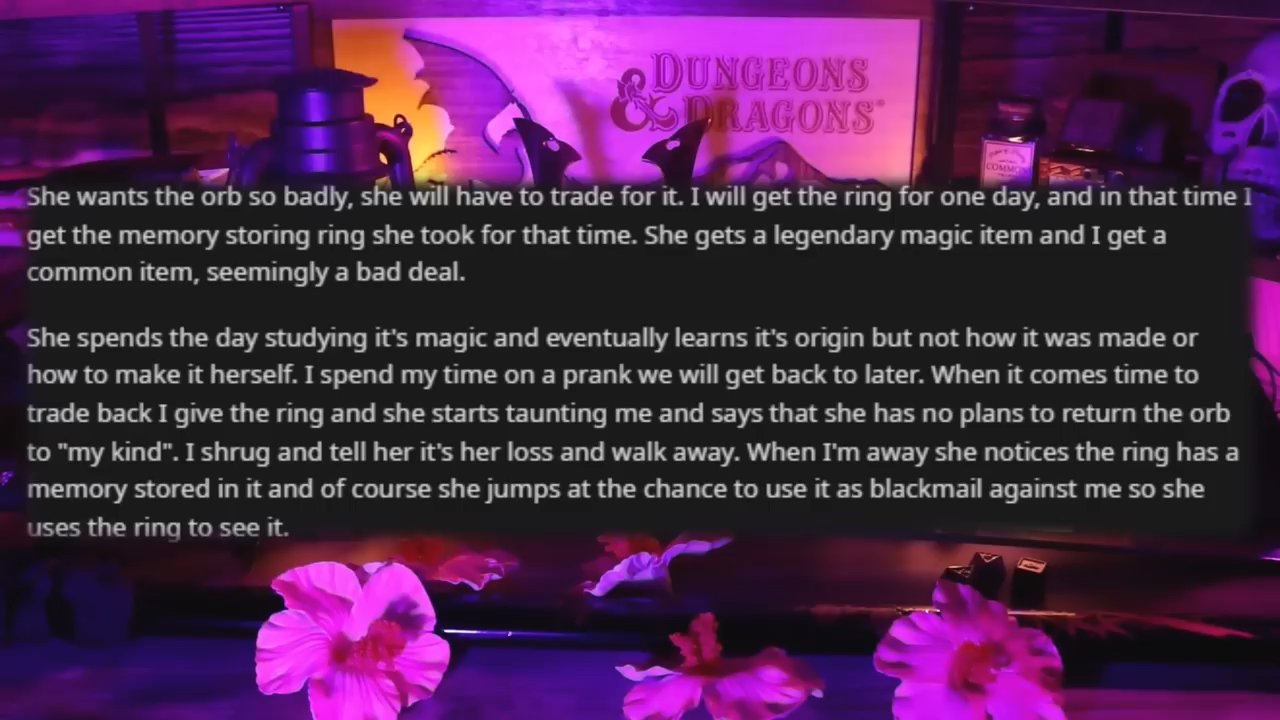 DUNGEONS
& DRAGONS
COMMON
She wants the orb so badly, she will have to trade for it. I will get the ring for one day, and in that time I
get the memory storing ring she took for that time. She gets a legendary magic item and I get a
common item, seemingly a bad deal.
She spends the day studying it's magic and eventually learns it's origin but not how it was made or
how to make it herself. I spend my time on a prank we will get back to later. When it comes time to
trade back I give the ring and she starts taunting me and says that she has no plans to return the orb
to "my kind". I shrug and tell her it's her loss and walk away. When I'm away she notices the ring has a
memory stored in it and of course she jumps at the chance to use it as blackmail against me so she
uses the ring to see it.